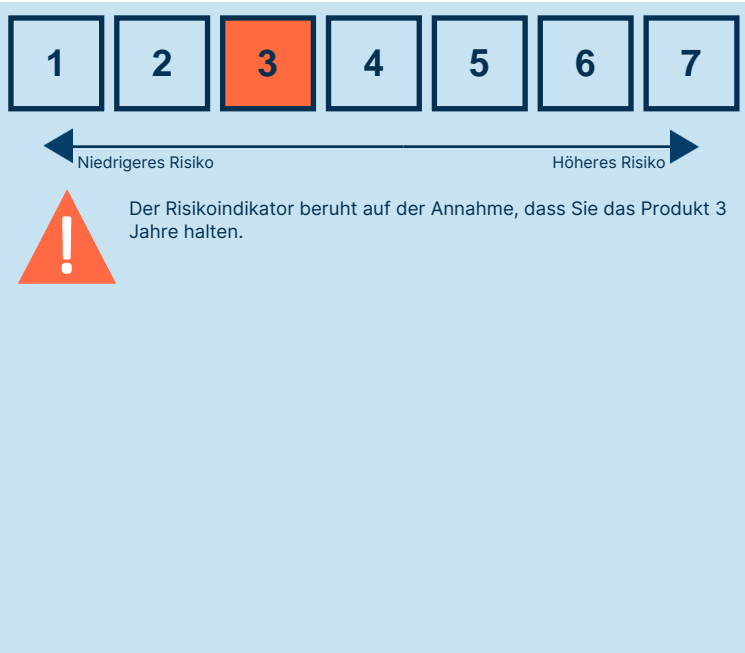 1 2 3 4 5 6 7
Niedrigeres Risiko Höheres Risiko
Der Risikoindikator beruht auf der Annahme, dass Sie das Produkt 3
Jahre halten.